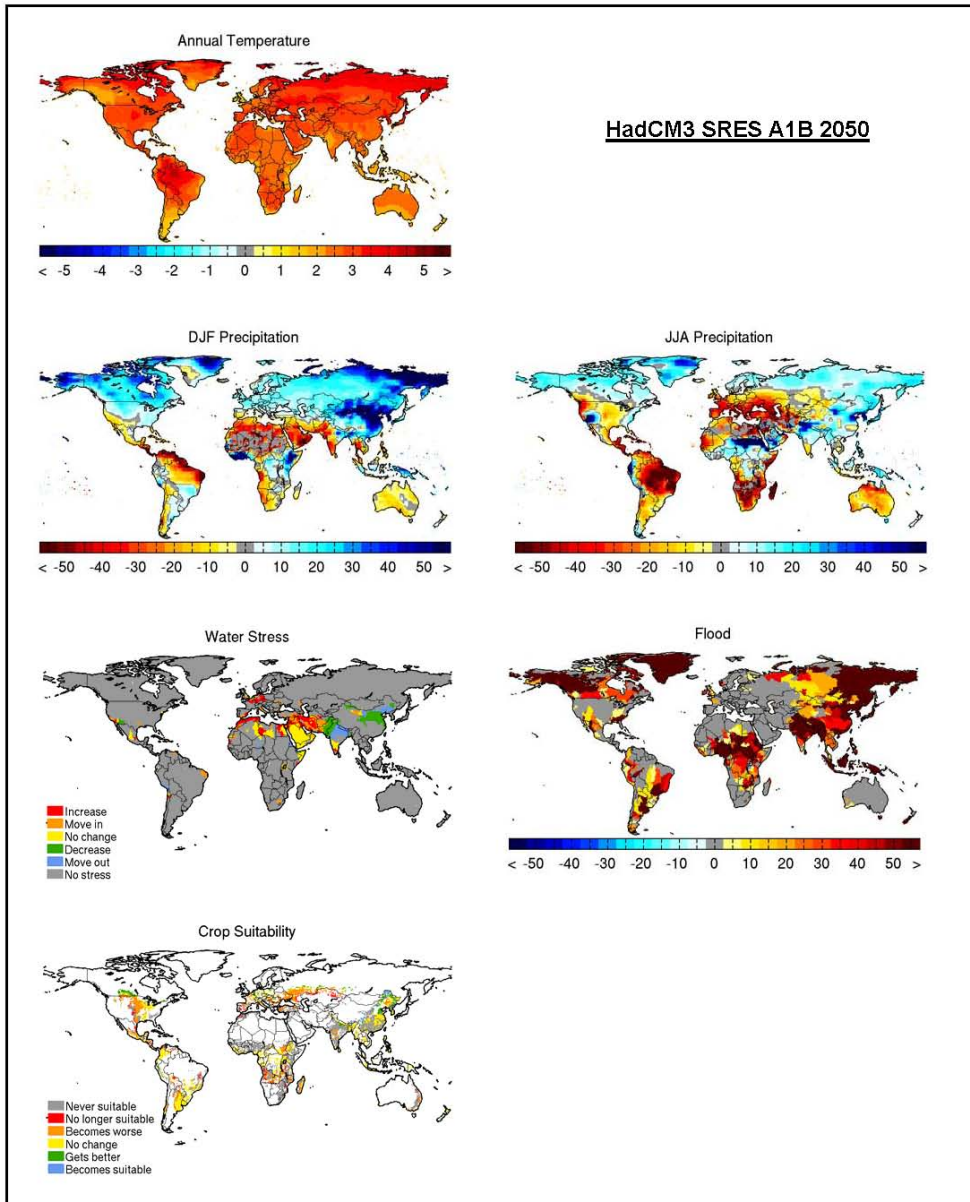 Annual Temperature
HadCM3 SRES A1B 2050
< -5 -4 -3 -2 -1 0 1 2 3 4 5 >
DJF Precipitation
JJA Precipitation
< -50 -40 -30 -20 -10 0 10 20 30 40 50 >
< -50 -40 -30 -20 -10 0 10 20 30 40 50 >
Water Stress
Flood
Increase
Move in
No change
Decrease
Move out
No stress
< -50 -40 -30 -20 -10 0 10 20 30 40 50 >
Crop Suitability
Never suitable
No longer suitable
Becomes worse
No change
Gets better
Becomes suitable